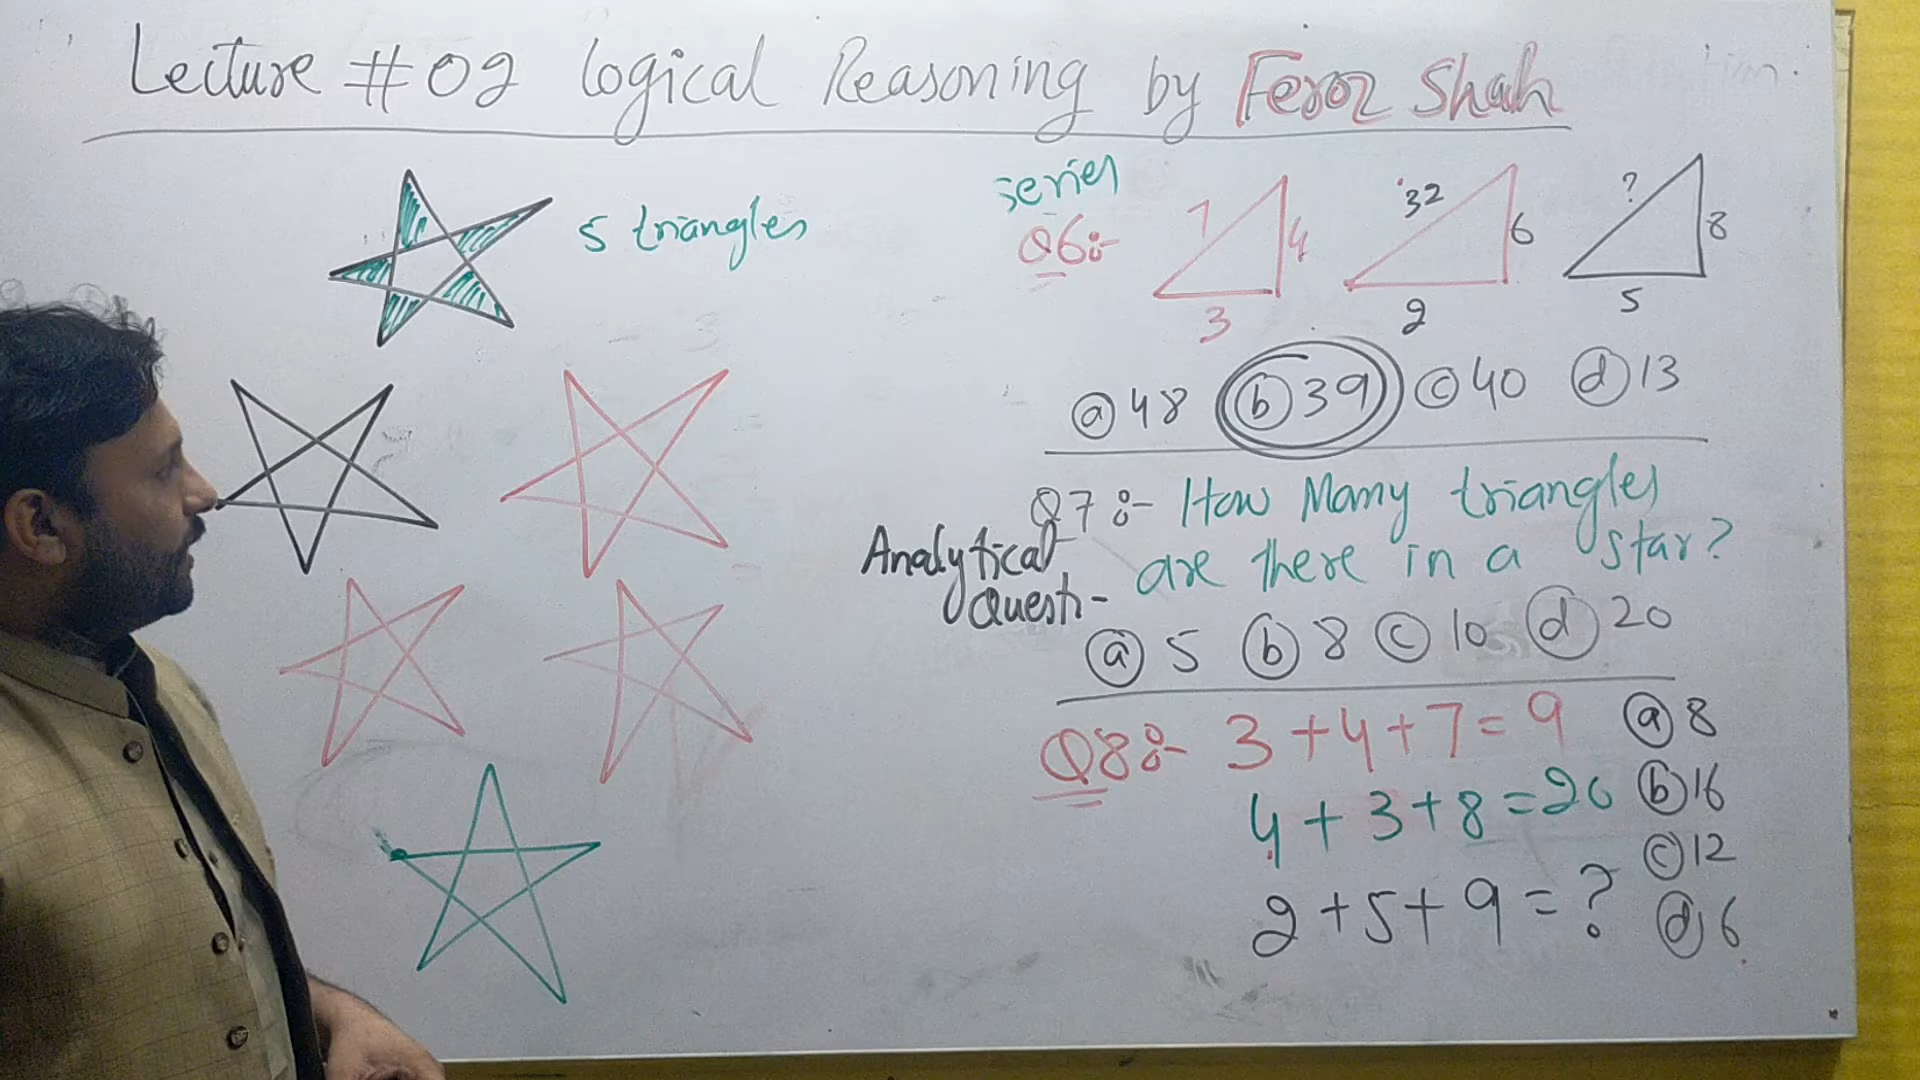 Lecture #02 Logical Reasoning by Feroz Shah
5 triangles
series
Q6:-
7 4 3
32 6 2
? 8 5
(a) 48 (b) 39 (c) 40 (d) 13
Q7:- How Many triangles
are there in a star?
Analytical
Questi-
(a) 5 (b) 8 (c) 10 (d) 20
Q8:- 3+4+7=9
4+3+8=20
2+5+9=?
(a) 8
(b) 16
(c) 12
(d) 6